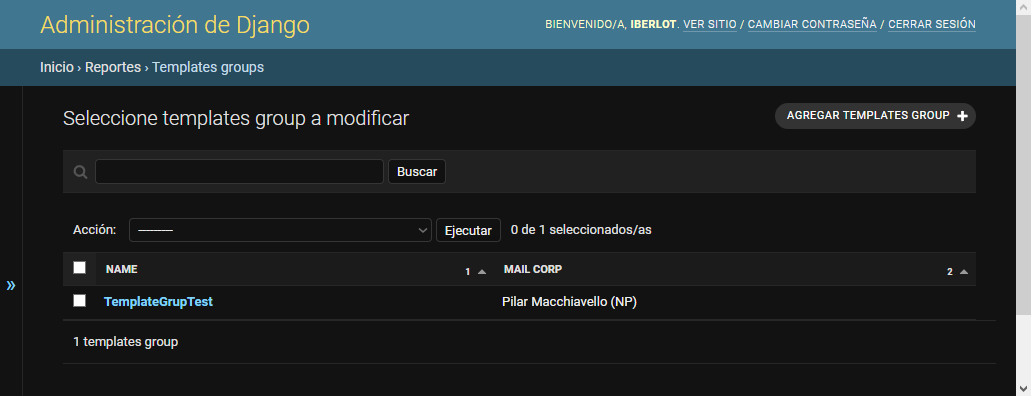 Administración de Django
BIENVENIDO/A, IBERLOT. VER SITIO / CAMBIAR CONTRASEÑA / CERRAR SESIÓN
Inicio › Reportes › Templates groups
Seleccione templates group a modificar
AGREGAR TEMPLATES GROUP +
Buscar
Acción: --------- Ejecutar 0 de 1 seleccionados/as
NAME 1 MAIL CORP 2
»
TemplateGrupTest Pilar Macchiavello (NP)
1 templates group